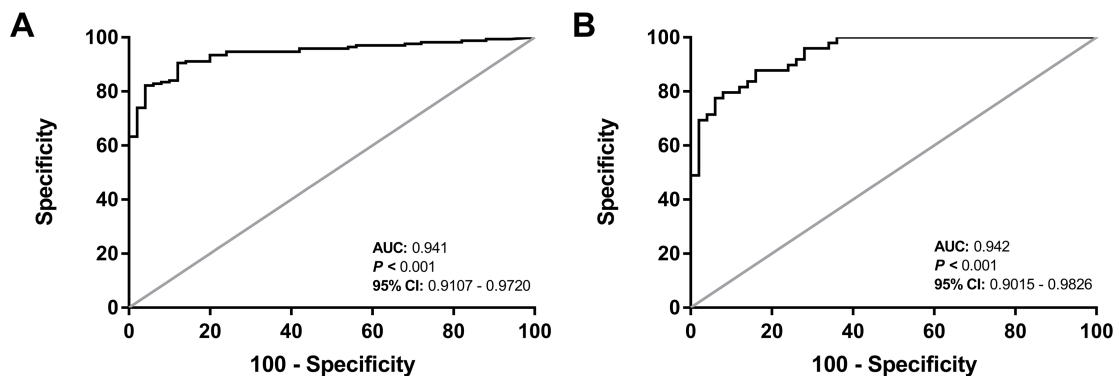 A
Specificity
100
80
60
40
20
0
AUC: 0.941
P < 0.001
95% CI: 0.9107 - 0.9720
0 20 40 60 80 100
100 - Specificity
B
Specificity
100
80
60
40
20
0
AUC: 0.942
P < 0.001
95% CI: 0.9015 - 0.9826
0 20 40 60 80 100
100 - Specificity